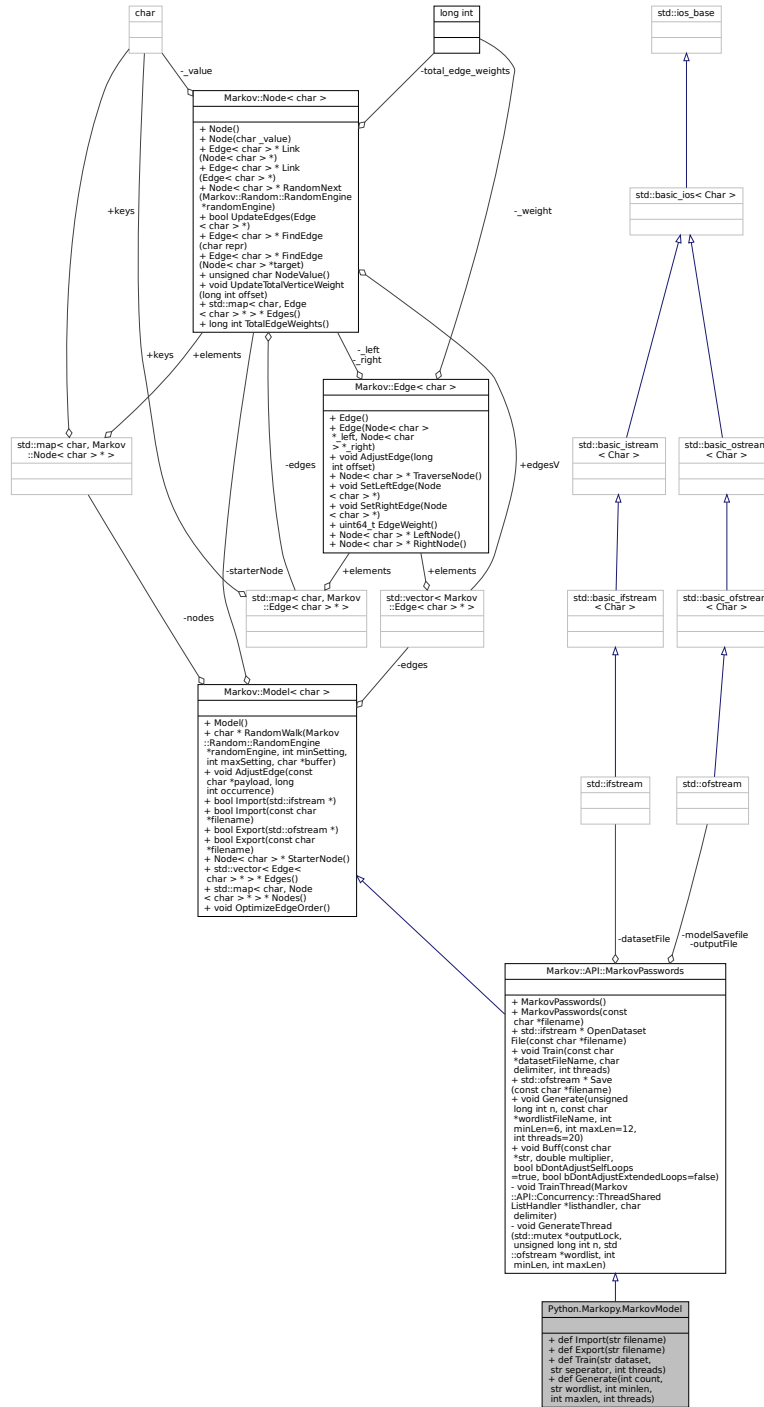 char
long int
std::ios_base
-_value
-total_edge_weights
Markov::Node< char >
+ Node()
+ Node(char _value)
+ Edge< char > * Link
(Node< char > *)
+ Edge< char > * Link
(Edge< char > *)
+ Node< char > * RandomNext
(Markov::Random::RandomEngine
*randomEngine)
+ bool UpdateEdges(Edge
< char > *)
+ Edge< char > * FindEdge
(char repr)
+ Edge< char > * FindEdge
(Node< char > *target)
+ unsigned char NodeValue()
+ void UpdateTotalVerticeWeight
(long int offset)
+ std::map< char, Edge
< char > * > * Edges()
+ long int TotalEdgeWeights()
std::basic_ios< Char >
+keys
-_weight
+keys
+elements
-_left
-_right
Markov::Edge< char >
+ Edge()
+ Edge(Node< char >
*_left, Node< char
> *_right)
+ void AdjustEdge(long
int offset)
+ Node< char > * TraverseNode()
+ void SetLeftEdge(Node
< char > *)
+ void SetRightEdge(Node
< char > *)
+ uint64_t EdgeWeight()
+ Node< char > * LeftNode()
+ Node< char > * RightNode()
std::map< char, Markov
::Node< char > * >
std::basic_istream
< Char >
std::basic_ostream
< Char >
-edges
+edgesV
-starterNode
+elements
+elements
std::map< char, Markov
::Edge< char > * >
std::vector< Markov
::Edge< char > * >
std::basic_ifstream
< Char >
std::basic_ofstream
< Char >
-nodes
-edges
Markov::Model< char >
+ Model()
+ char * RandomWalk(Markov
::Random::RandomEngine
*randomEngine, int minSetting,
int maxSetting, char *buffer)
+ void AdjustEdge(const
char *payload, long
int occurrence)
+ bool Import(std::ifstream *)
+ bool Import(const char
*filename)
+ bool Export(std::ofstream *)
+ bool Export(const char
*filename)
+ Node< char > * StarterNode()
+ std::vector< Edge<
char > * > * Edges()
+ std::map< char, Node
< char > * > * Nodes()
+ void OptimizeEdgeOrder()
std::ifstream
std::ofstream
-datasetFile
-modelSavefile
-outputFile
Markov::API::MarkovPasswords
+ MarkovPasswords()
+ MarkovPasswords(const
char *filename)
+ std::ifstream * OpenDataset
File(const char *filename)
+ void Train(const char
*datasetFileName, char
delimiter, int threads)
+ std::ofstream * Save
(const char *filename)
+ void Generate(unsigned
long int n, const char
*wordlistFileName, int
minLen=6, int maxLen=12,
int threads=20)
+ void Buff(const char
*str, double multiplier,
bool bDontAdjustSelfLoops
=true, bool bDontAdjustExtendedLoops=false)
- void TrainThread(Markov
::API::Concurrency::ThreadShared
ListHandler *listhandler, char
delimiter)
- void GenerateThread
(std::mutex *outputLock,
unsigned long int n, std
::ofstream *wordlist, int
minLen, int maxLen)
Python.Markopy.MarkovModel
+ def Import(str filename)
+ def Export(str filename)
+ def Train(str dataset,
str seperator, int threads)
+ def Generate(int count,
str wordlist, int minlen,
int maxlen, int threads)